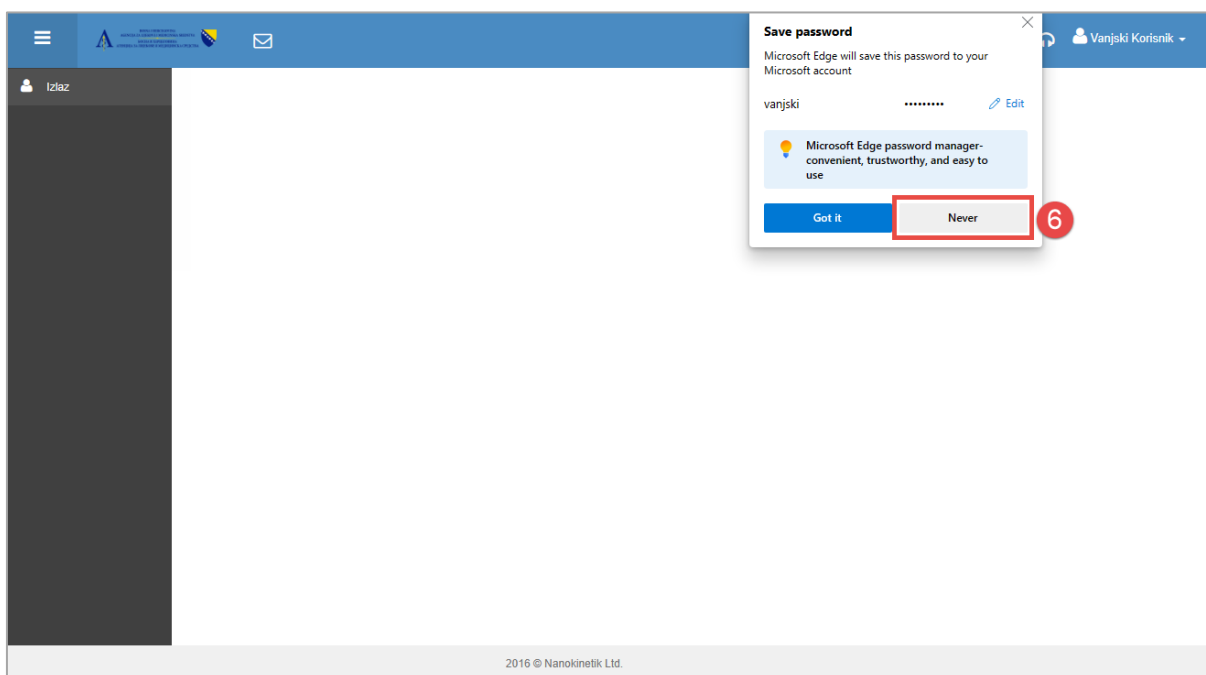 Save password
Microsoft Edge will save this password to your
Microsoft account
vanjski ••••••••• Edit
Microsoft Edge password manager-
convenient, trustworthy, and easy to
use
Got it Never
6
Vanjski Korisnik
Izlaz
2016 © Nanokinetik Ltd.